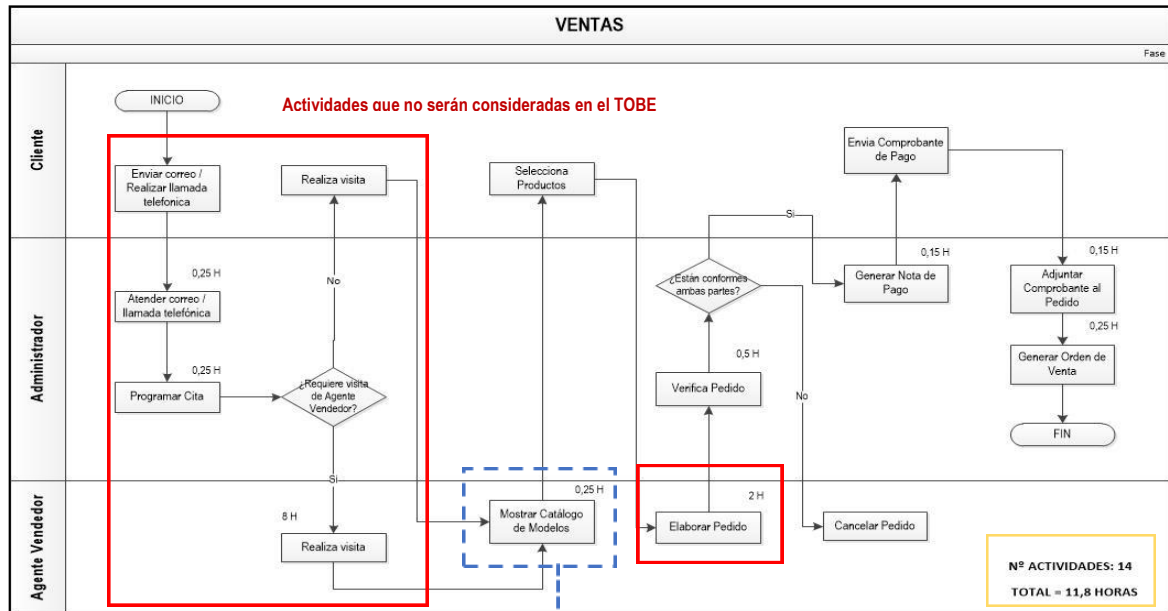 VENTAS
Fase
Cliente
INICIO
Actividades que no serán consideradas en el TOBE
Enviar correo /
Realizar llamada
telefonica
Realiza visita
Selecciona
Productos
Envia Comprobante
de Pago
Si
Administrador
0,25 H
Atender correo /
llamada telefónica
0,25 H
Programar Cita
No
¿Requiere visita
de Agente
Vendedor?
¿Están conformes
ambas partes?
0,5 H
Verifica Pedido
No
0,15 H
Generar Nota de
Pago
0,15 H
Adjuntar
Comprobante al
Pedido
0,25 H
Generar Orden de
Venta
FIN
Agente Vendedor
Si
8 H
Realiza visita
0,25 H
Mostrar Catálogo
de Modelos
2 H
Elaborar Pedido
Cancelar Pedido
Nº ACTIVIDADES: 14
TOTAL = 11,8 HORAS